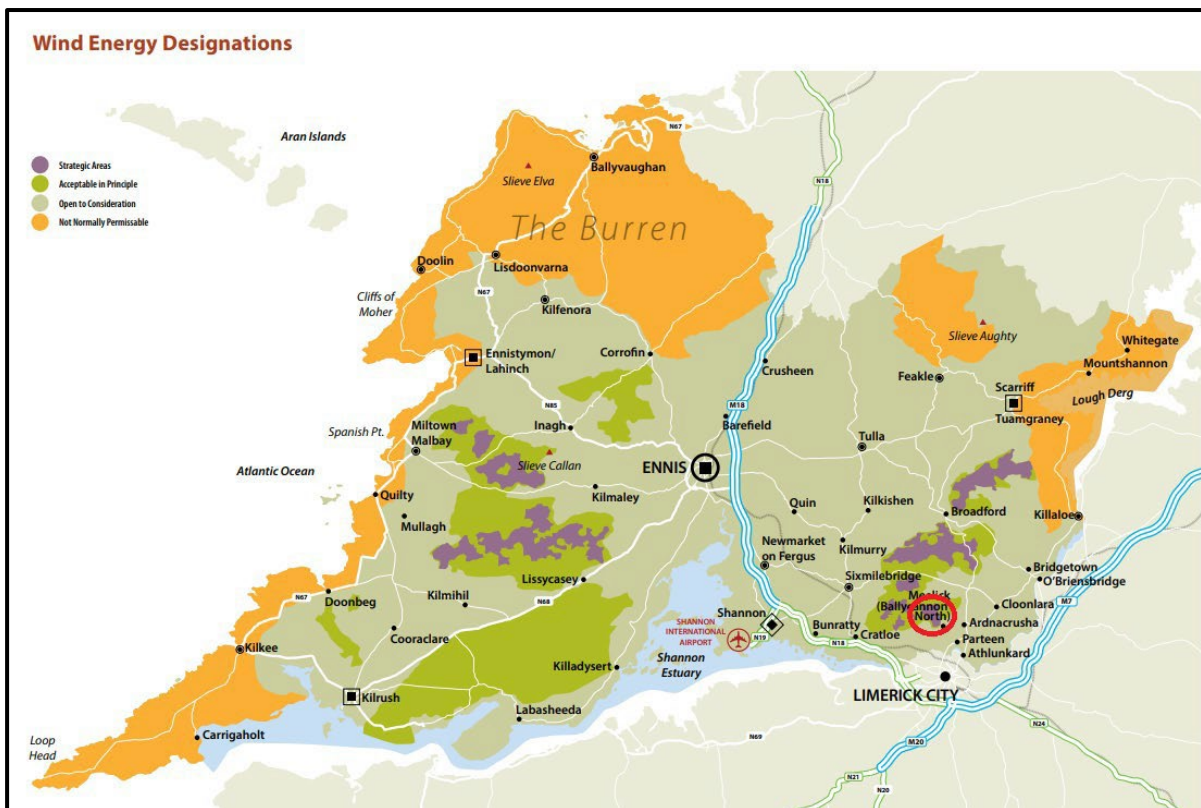 Wind Energy Designations
Aran Islands
Strategic Areas
Acceptable in Principle
Open to Consideration
Not Normally Permissable
N67
Ballyvaughan
Slieve Elva
N18
The Burren
Doolin
Lisdoonvarna
Cliffs of
Moher
N67
Kilfenora
Slieve Aughty
Whitegate
Ennistymon/
Lahinch
Corrofin
Crusheen
Mountshannon
Feakle
Scarriff
Lough Derg
Tuamgraney
N85
M18
Spanish Pt.
Miltown
Malbay
Inagh
Barefield
Tulla
Slieve Callan
ENNIS
Atlantic Ocean
Quilty
Kilmaley
Mullagh
Quin
Kilkishen
Broadford
Killaloe
Newmarket
on Fergus
Kilmurry
Lissycasey
Sixmilebridge
Bridgetown
O'Briensbridge
M7
N67
Doonbeg
Kilmihil
N68
Meelick
(Ballycannon
North)
Cloonlara
Shannon
Ardnacrusha
Cooraclare
SHANNON
INTERNATIONAL
AIRPORT
N19
Bunratty
N18
Cratloe
Parteen
Athlunkard
Kilkee
Killadysert
Shannon
Estuary
Kilrush
LIMERICK CITY
Labasheeda
N24
Loop
Head
Carrigaholt
N69
M20
N21
N20